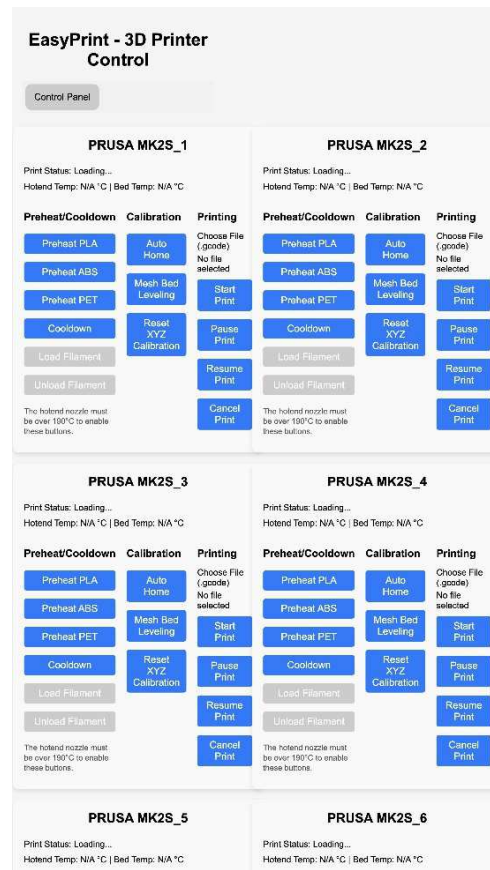 EasyPrint - 3D Printer
Control
Control Panel
PRUSA MK2S_1
Print Status: Loading...
Hotend Temp: N/A °C | Bed Temp: N/A °C
Preheat/Cooldown
Preheat PLA
Preheat ABS
Preheat PET
Cooldown
Load Filament
Unload Filament
The hotend nozzle must
be over 190°C to enable
these buttons.
Calibration
Auto
Home
Mesh Bed
Leveling
Reset
XYZ
Calibration
Printing
Choose File
(.gcode)
No file
selected
Start
Print
Pause
Print
Resume
Print
Cancel
Print
PRUSA MK2S_2
Print Status: Loading...
Hotend Temp: N/A °C | Bed Temp: N/A °C
Preheat/Cooldown
Preheat PLA
Preheat ABS
Preheat PET
Cooldown
Load Filament
Unload Filament
The hotend nozzle must
be over 190°C to enable
these buttons.
Calibration
Auto
Home
Mesh Bed
Leveling
Reset
XYZ
Calibration
Printing
Choose File
(.gcode)
No file
selected
Start
Print
Pause
Print
Resume
Print
Cancel
Print
PRUSA MK2S_3
Print Status: Loading...
Hotend Temp: N/A °C | Bed Temp: N/A °C
Preheat/Cooldown
Preheat PLA
Preheat ABS
Preheat PET
Cooldown
Load Filament
Unload Filament
The hotend nozzle must
be over 190°C to enable
these buttons.
Calibration
Auto
Home
Mesh Bed
Leveling
Reset
XYZ
Calibration
Printing
Choose File
(.gcode)
No file
selected
Start
Print
Pause
Print
Resume
Print
Cancel
Print
PRUSA MK2S_4
Print Status: Loading...
Hotend Temp: N/A °C | Bed Temp: N/A °C
Preheat/Cooldown
Preheat PLA
Preheat ABS
Preheat PET
Cooldown
Load Filament
Unload Filament
The hotend nozzle must
be over 190°C to enable
these buttons.
Calibration
Auto
Home
Mesh Bed
Leveling
Reset
XYZ
Calibration
Printing
Choose File
(.gcode)
No file
selected
Start
Print
Pause
Print
Resume
Print
Cancel
Print
PRUSA MK2S_5
Print Status: Loading...
Hotend Temp: N/A °C | Bed Temp: N/A °C
PRUSA MK2S_6
Print Status: Loading...
Hotend Temp: N/A °C | Bed Temp: N/A °C